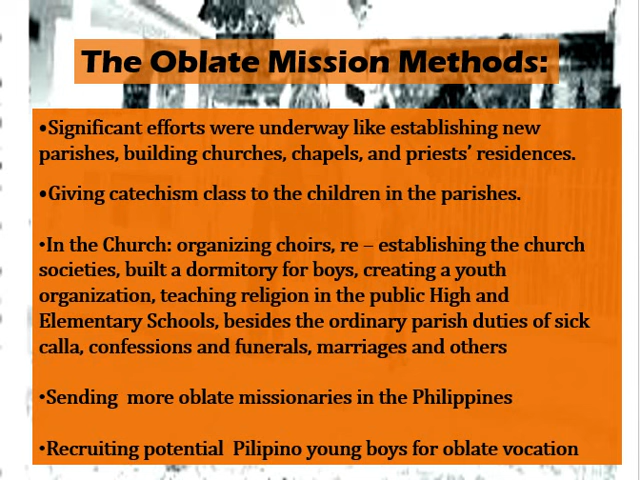 The Oblate Mission Methods:
•Significant efforts were underway like establishing new
parishes, building churches, chapels, and priests’ residences.
•Giving catechism class to the children in the parishes.
•In the Church: organizing choirs, re – establishing the church
societies, built a dormitory for boys, creating a youth
organization, teaching religion in the public High and
Elementary Schools, besides the ordinary parish duties of sick
calla, confessions and funerals, marriages and others
•Sending more oblate missionaries in the Philippines
•Recruiting potential Pilipino young boys for oblate vocation